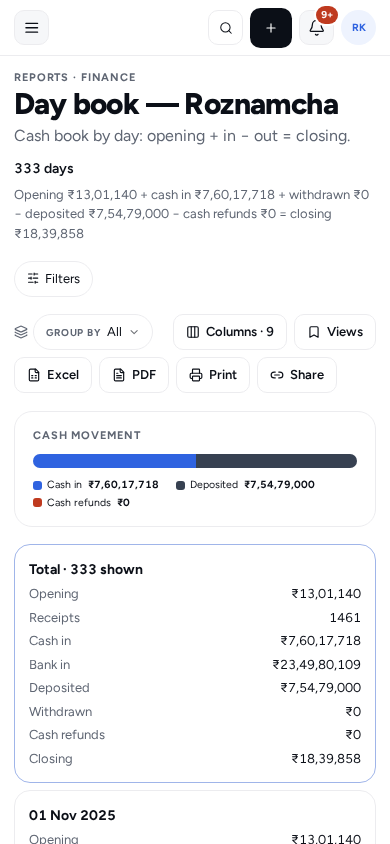 9+
RK
REPORTS · FINANCE
Day book — Roznamcha
Cash book by day: opening + in − out = closing.
333 days
Opening ₹13,01,140 + cash in ₹7,60,17,718 + withdrawn ₹0
− deposited ₹7,54,79,000 − cash refunds ₹0 = closing
₹18,39,858
Filters
GROUP BY All
Columns · 9
Views
Excel
PDF
Print
Share
CASH MOVEMENT
Cash in ₹7,60,17,718 Deposited ₹7,54,79,000
Cash refunds ₹0
Total · 333 shown
Opening ₹13,01,140
Receipts 1461
Cash in ₹7,60,17,718
Bank in ₹23,49,80,109
Deposited ₹7,54,79,000
Withdrawn ₹0
Cash refunds ₹0
Closing ₹18,39,858
01 Nov 2025
Opening ₹13,01,140